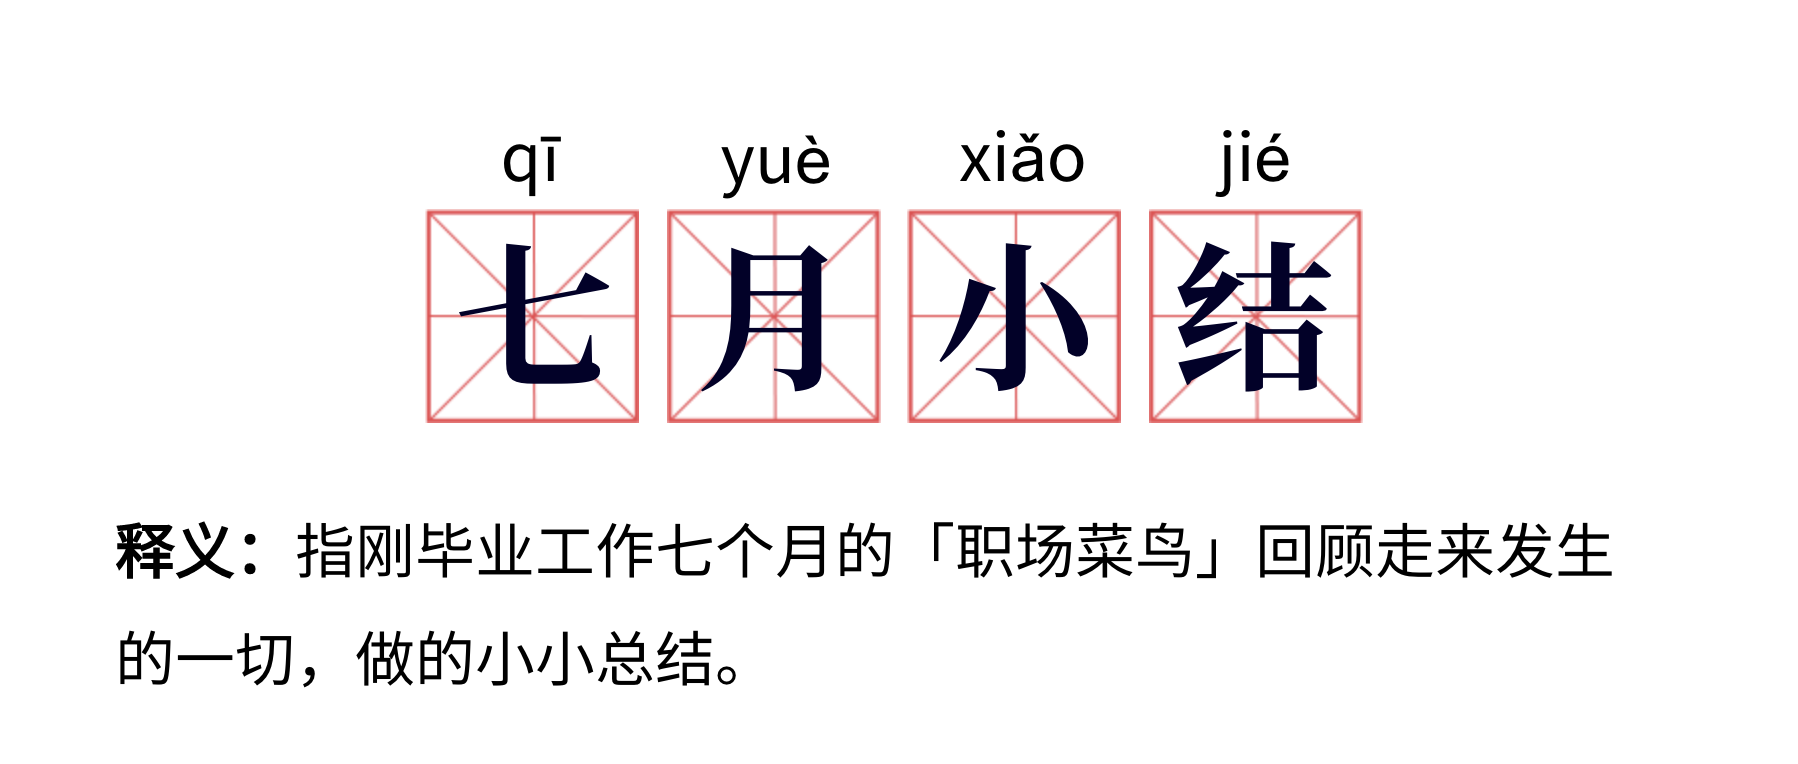 qī yuè xiǎo jié
七月小结
释义：指刚毕业工作七个月的「职场菜鸟」回顾走来发生
的一切，做的小小总结。